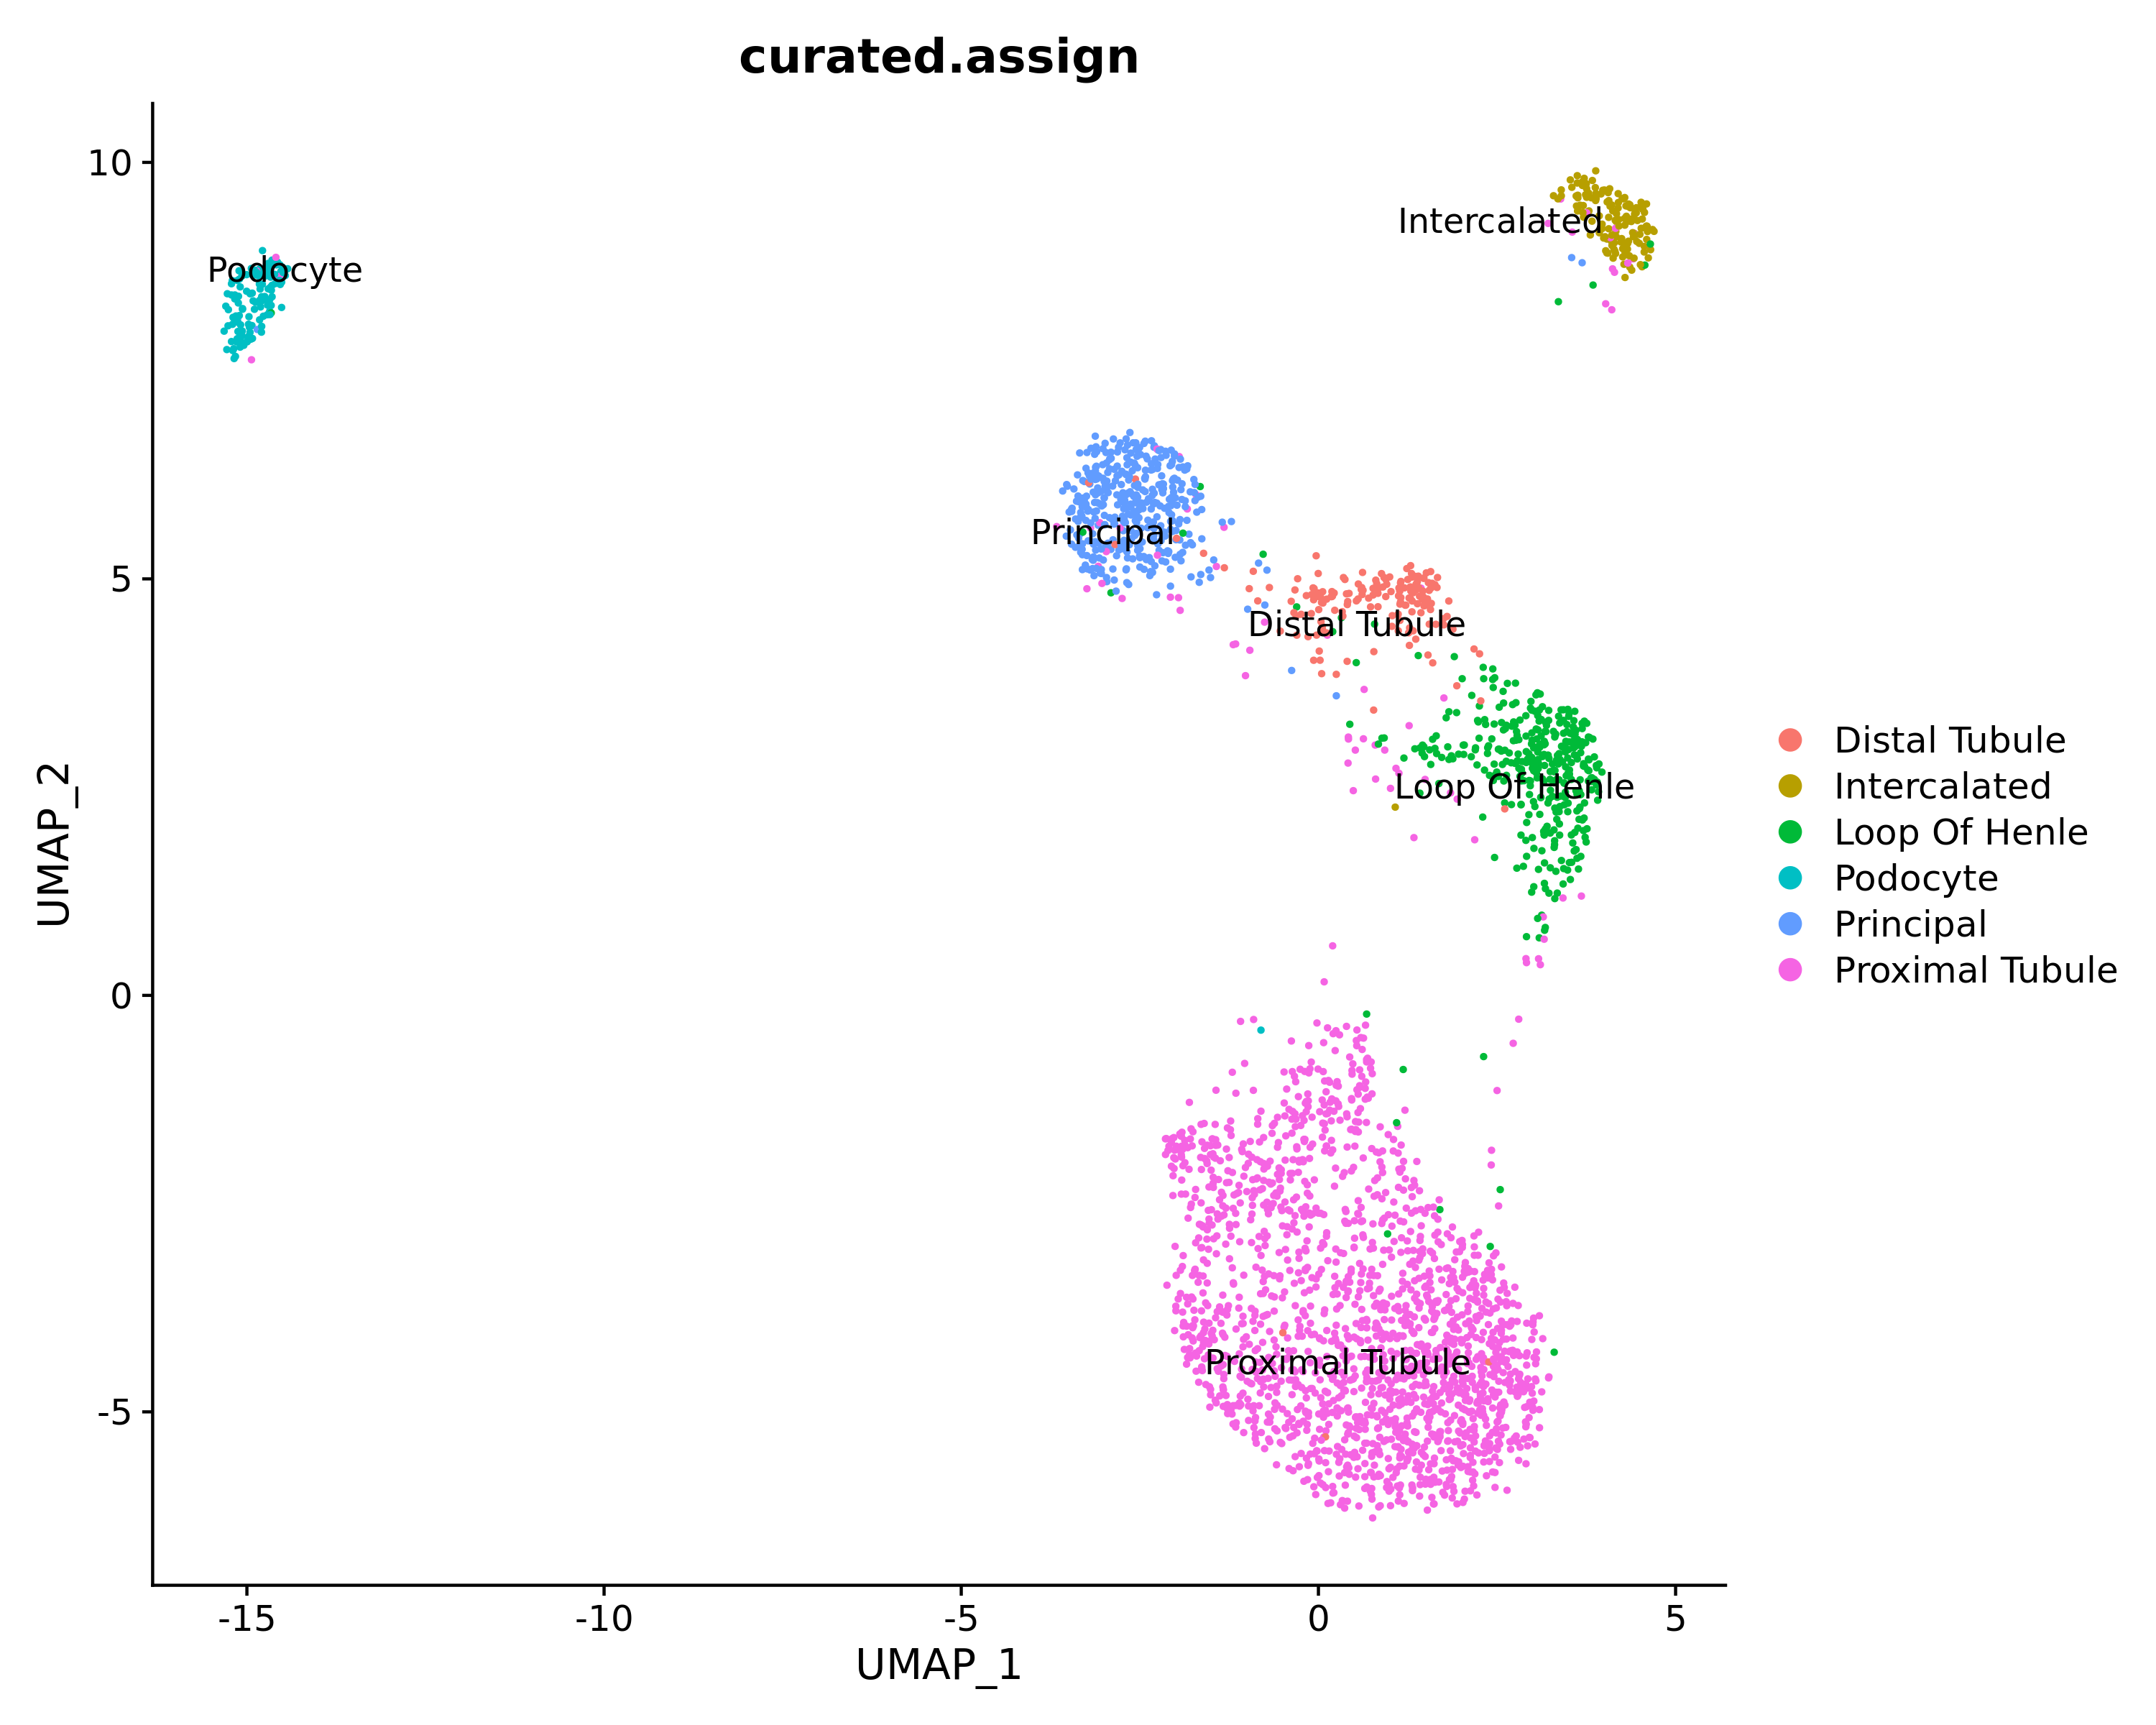 curated.assign
10
5
0
-5
UMAP_2
Podocyte
Intercalated
Principal
Distal Tubule
Loop Of Henle
Proximal Tubule
-15
-10
-5
0
5
UMAP_1
Distal Tubule
Intercalated
Loop Of Henle
Podocyte
Principal
Proximal Tubule